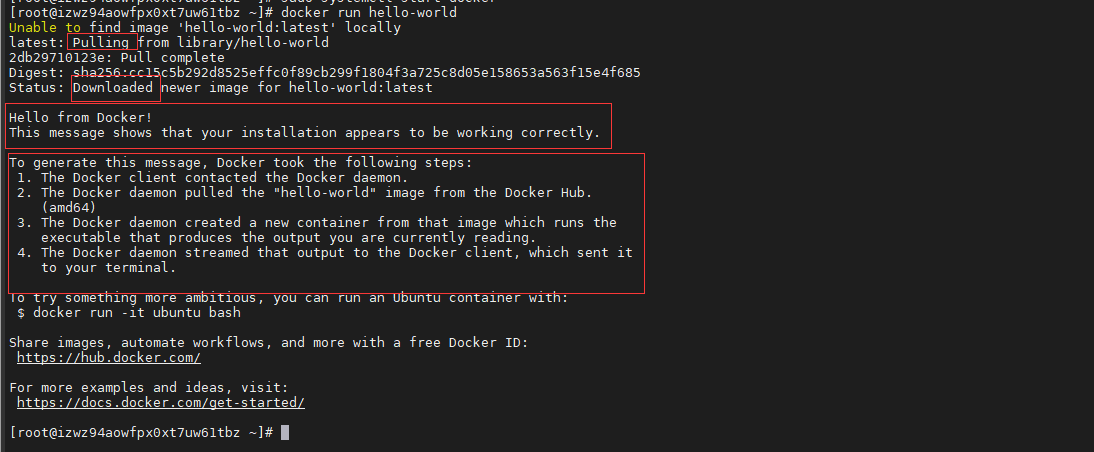 [root@izwz94aowfpx0xt7uw61tbz ~]# sudo systemctl start docker
[root@izwz94aowfpx0xt7uw61tbz ~]# docker run hello-world
Unable to find image 'hello-world:latest' locally
latest: Pulling from library/hello-world
2db29710123e: Pull complete
Digest: sha256:cc15c5b292d8525effc0f89cb299f1804f3a725c8d05e158653a563f15e4f685
Status: Downloaded newer image for hello-world:latest
Hello from Docker!
This message shows that your installation appears to be working correctly.
To generate this message, Docker took the following steps:
1. The Docker client contacted the Docker daemon.
2. The Docker daemon pulled the "hello-world" image from the Docker Hub.
(amd64)
3. The Docker daemon created a new container from that image which runs the
executable that produces the output you are currently reading.
4. The Docker daemon streamed that output to the Docker client, which sent it
to your terminal.
To try something more ambitious, you can run an Ubuntu container with:
$ docker run -it ubuntu bash
Share images, automate workflows, and more with a free Docker ID:
https://hub.docker.com/
For more examples and ideas, visit:
https://docs.docker.com/get-started/
[root@izwz94aowfpx0xt7uw61tbz ~]#